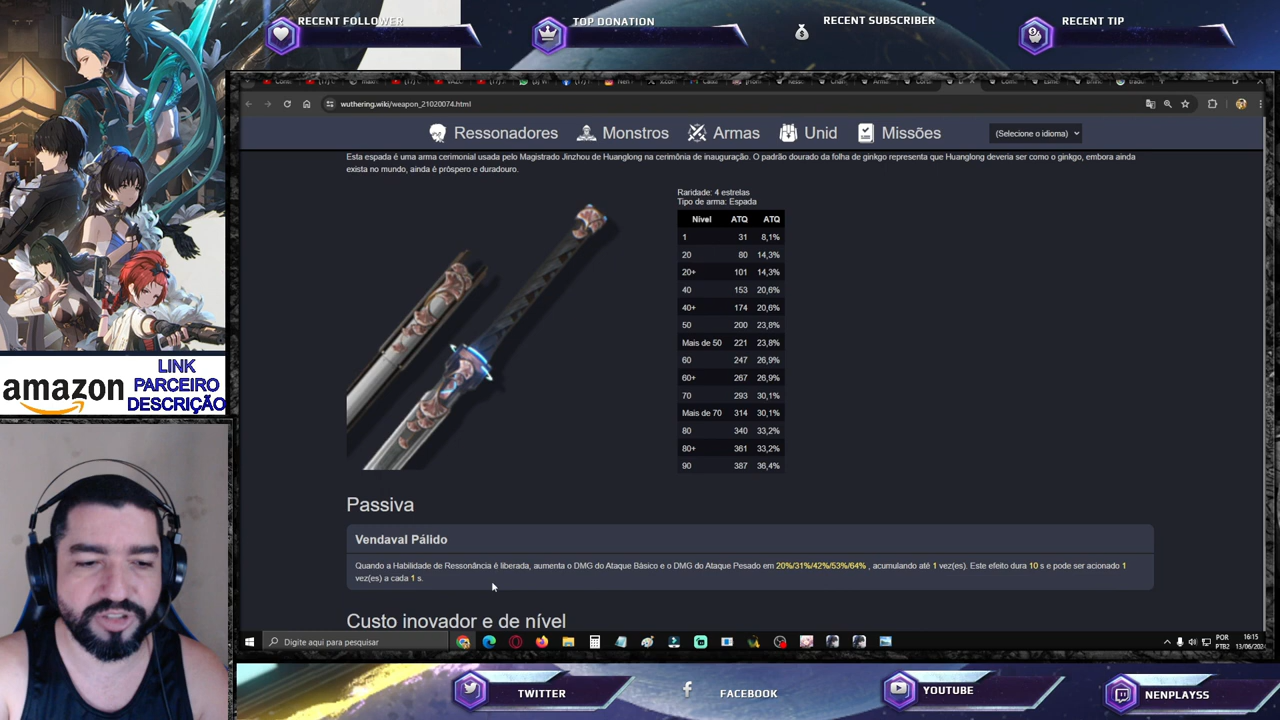 RECENT FOLLOWER
TOP DONATION
RECENT SUBSCRIBER
RECENT TIP
wuthering.wiki/weapon_21020074.html
Ressonadores Monstros Armas Unid Missões (Selecione o idioma)
Esta espada é uma arma cerimonial usada pelo Magistrado Jinzhou de Huanglong na cerimônia de inauguração. O padrão dourado da folha de ginkgo representa que Huanglong deveria ser como o ginkgo, embora ainda
exista no mundo, ainda é próspero e duradouro.
Raridade: 4 estrelas
Tipo de arma: Espada
Nível ATQ ATQ
1 31 8,1%
20 80 14,3%
20+ 101 14,3%
40 153 20,6%
40+ 174 20,6%
50 200 23,8%
Mais de 50 221 23,8%
60 247 26,9%
60+ 267 26,9%
70 293 30,1%
Mais de 70 314 30,1%
80 340 33,2%
80+ 361 33,2%
90 387 36,4%
Passiva
Vendaval Pálido
Quando a Habilidade de Ressonância é liberada, aumenta o DMG do Ataque Básico e o DMG do Ataque Pesado em 20%/31%/42%/53%/64% , acumulando até 1 vez(es). Este efeito dura 10 s e pode ser acionado 1
vez(es) a cada 1 s.
Custo inovador e de nível
amazon
LINK
PARCEIRO
DESCRIÇÃO
Digite aqui para pesquisar
POR
PTB2
16:15
TWITTER
FACEBOOK
YOUTUBE
NENPLAYSS